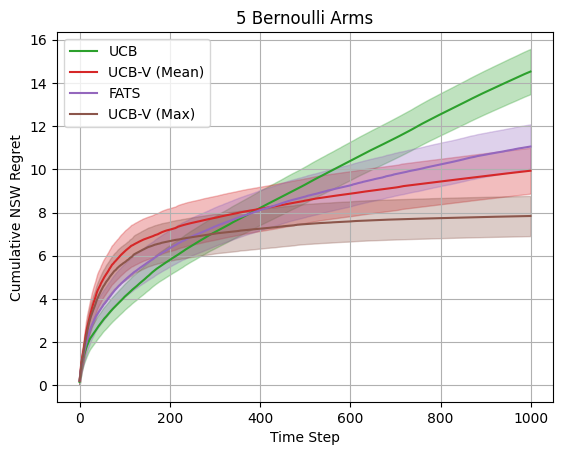 5 Bernoulli Arms
16
14
12
10
8
6
4
2
0
Cumulative NSW Regret
UCB
UCB-V (Mean)
FATS
UCB-V (Max)
0 200 400 600 800 1000
Time Step